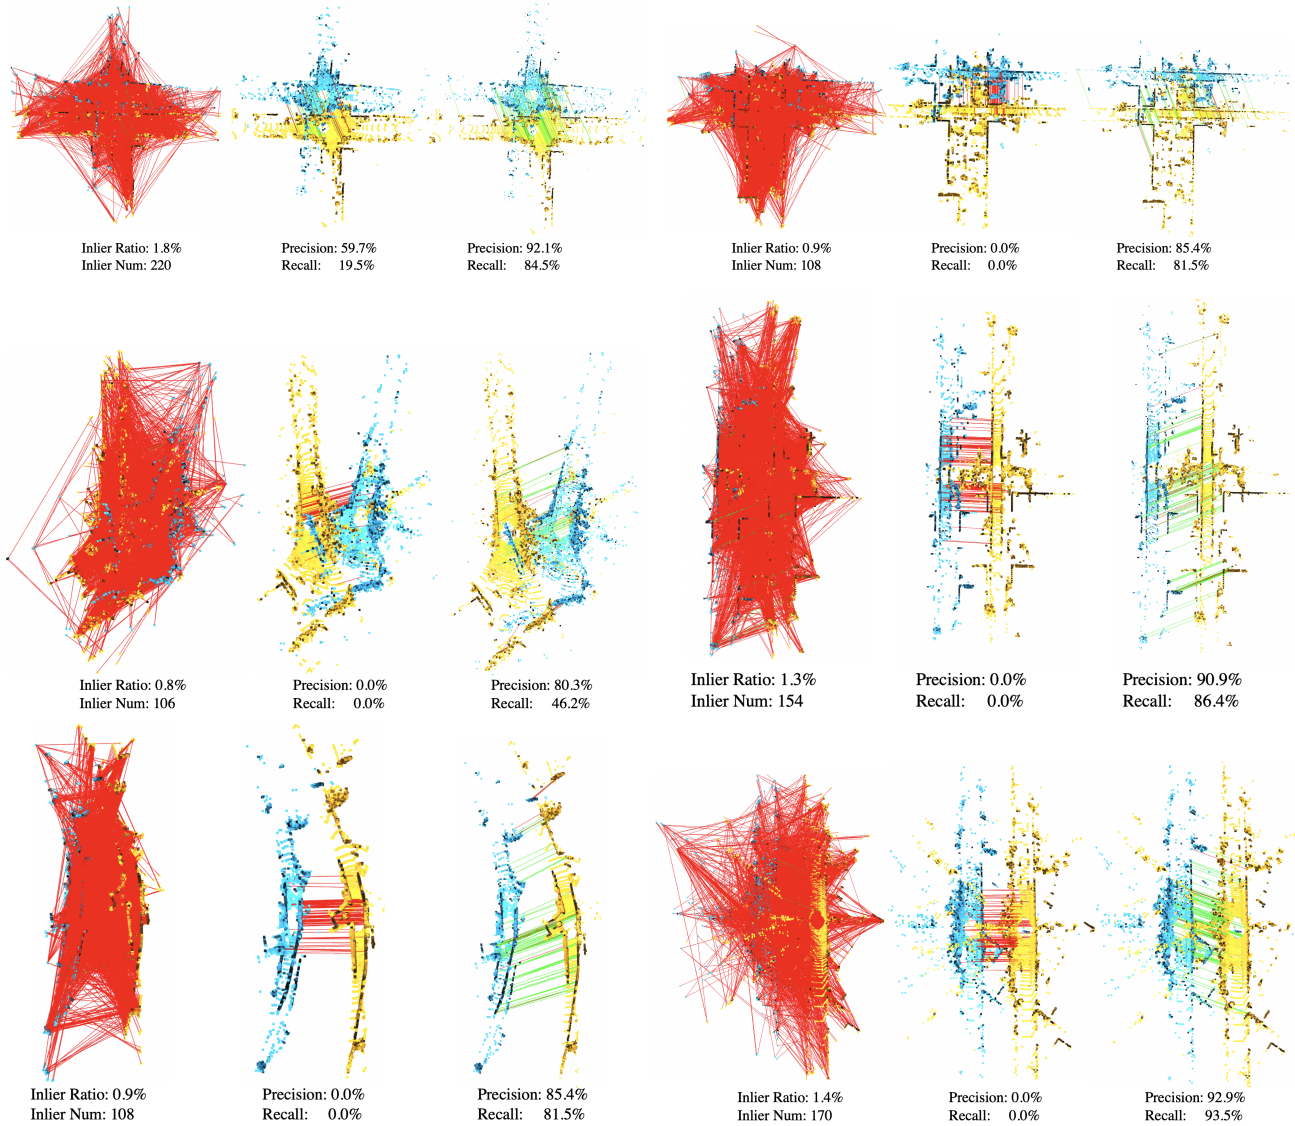 Inlier Ratio: 1.8%
Inlier Num: 220
Precision: 59.7%
Recall: 19.5%
Precision: 92.1%
Recall: 84.5%
Inlier Ratio: 0.9%
Inlier Num: 108
Precision: 0.0%
Recall: 0.0%
Precision: 85.4%
Recall: 81.5%
Inlier Ratio: 0.8%
Inlier Num: 106
Precision: 0.0%
Recall: 0.0%
Precision: 80.3%
Recall: 46.2%
Inlier Ratio: 1.3%
Inlier Num: 154
Precision: 0.0%
Recall: 0.0%
Precision: 90.9%
Recall: 86.4%
Inlier Ratio: 0.9%
Inlier Num: 108
Precision: 0.0%
Recall: 0.0%
Precision: 85.4%
Recall: 81.5%
Inlier Ratio: 1.4%
Inlier Num: 170
Precision: 0.0%
Recall: 0.0%
Precision: 92.9%
Recall: 93.5%